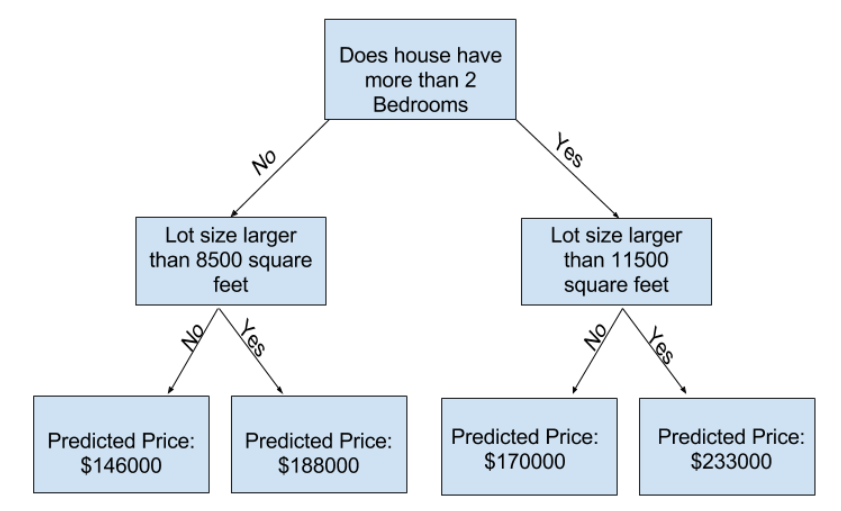 Does house have
more than 2
Bedrooms
No
Yes
Lot size larger
than 8500 square
feet
Lot size larger
than 11500
square feet
No
Yes
No
Yes
Predicted Price:
$146000
Predicted Price:
$188000
Predicted Price:
$170000
Predicted Price:
$233000